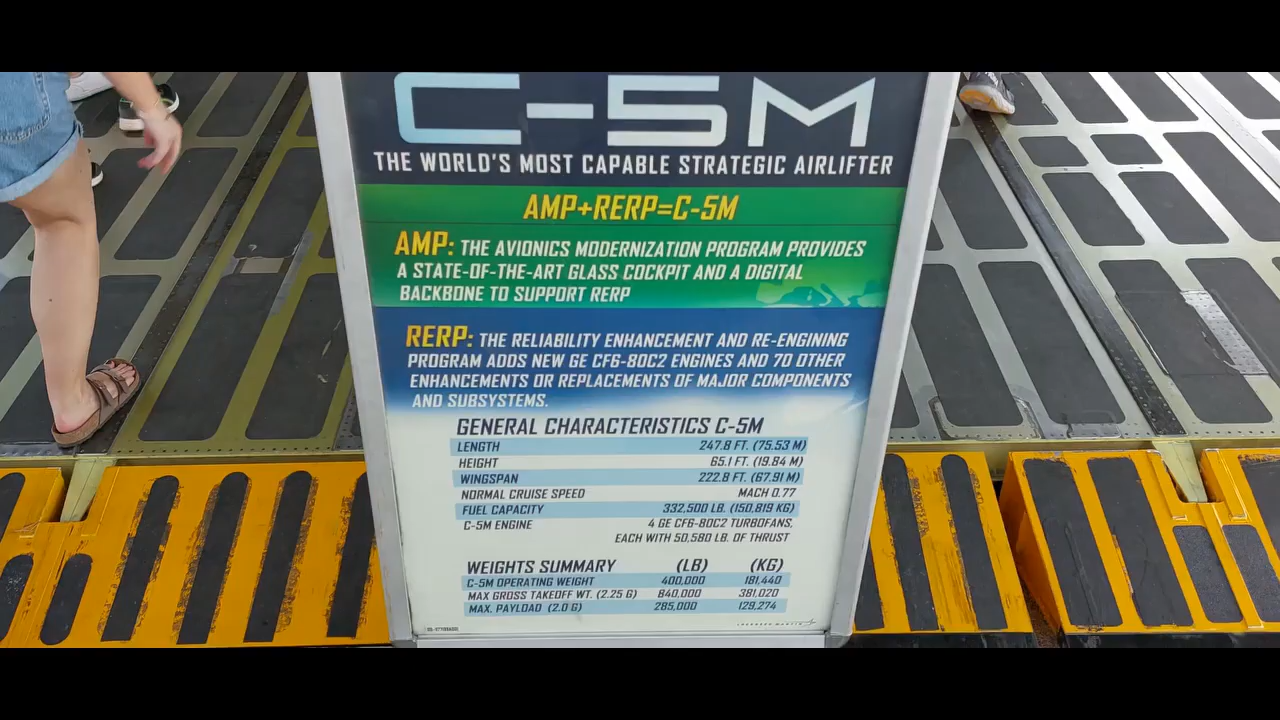 C-5M
THE WORLD'S MOST CAPABLE STRATEGIC AIRLIFTER
AMP+RERP=C-5M
AMP: THE AVIONICS MODERNIZATION PROGRAM PROVIDES
A STATE-OF-THE-ART GLASS COCKPIT AND A DIGITAL
BACKBONE TO SUPPORT RERP
RERP: THE RELIABILITY ENHANCEMENT AND RE-ENGINING
PROGRAM ADDS NEW GE CF6-80C2 ENGINES AND 70 OTHER
ENHANCEMENTS OR REPLACEMENTS OF MAJOR COMPONENTS
AND SUBSYSTEMS.
GENERAL CHARACTERISTICS C-5M
LENGTH 247.8 FT. (75.53 M)
HEIGHT 65.1 FT. (19.84 M)
WINGSPAN 222.8 FT. (67.91 M)
NORMAL CRUISE SPEED MACH 0.77
FUEL CAPACITY 332,500 LB. (150,819 KG)
C-5M ENGINE 4 GE CF6-80C2 TURBOFANS,
EACH WITH 50,580 LB. OF THRUST
WEIGHTS SUMMARY (LB) (KG)
C-5M OPERATING WEIGHT 400,000 181,440
MAX GROSS TAKEOFF WT. (2.25 G) 840,000 381,020
MAX. PAYLOAD (2.0 G) 285,000 129,274
LOCKHEED MARTIN